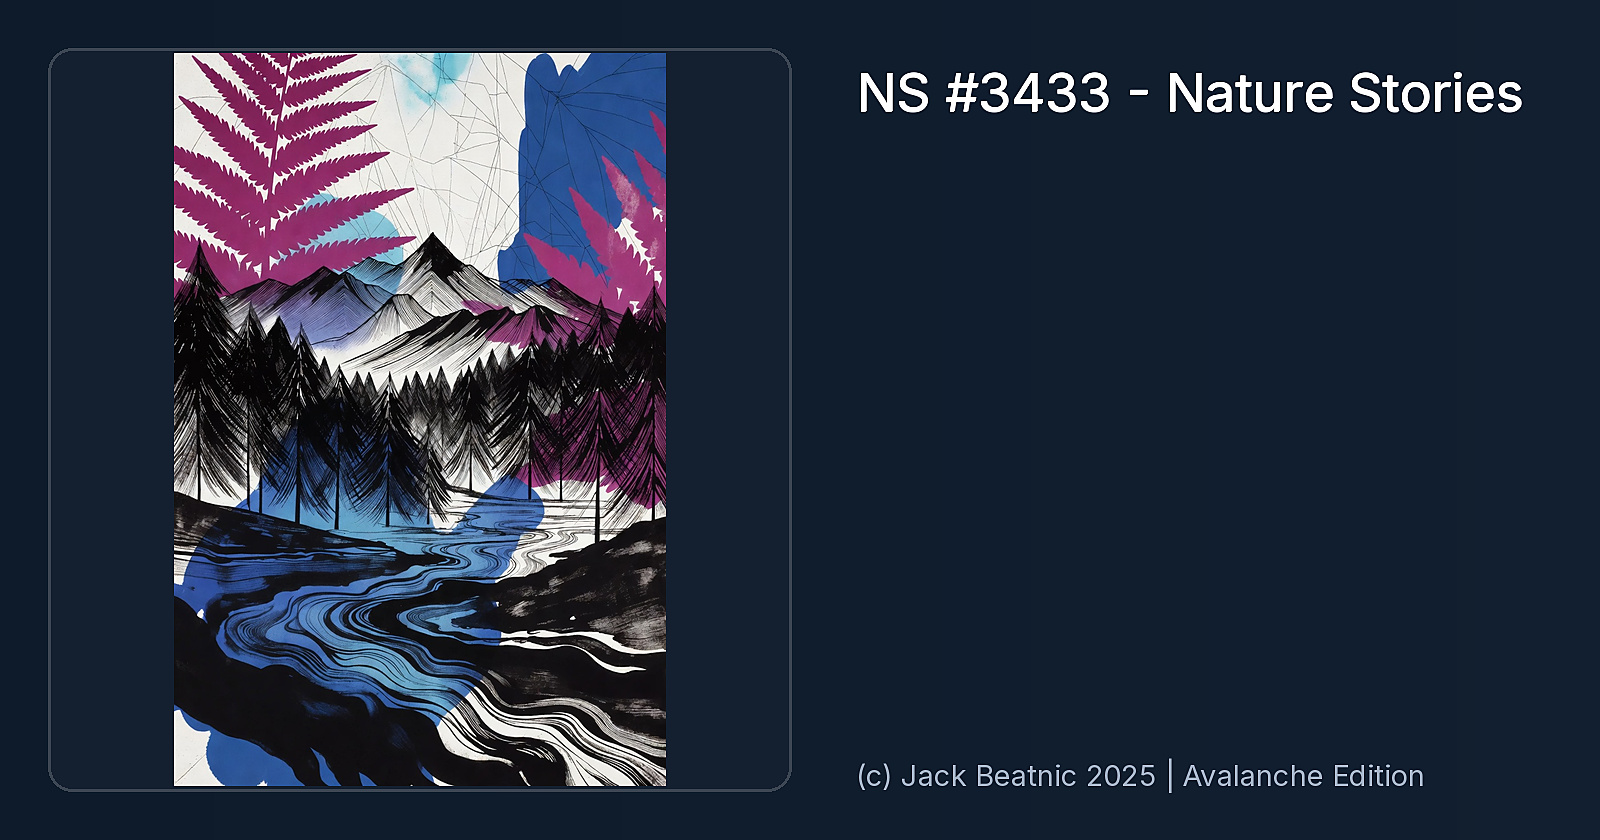 NS #3433 - Nature Stories
(c) Jack Beatnic 2025 | Avalanche Edition